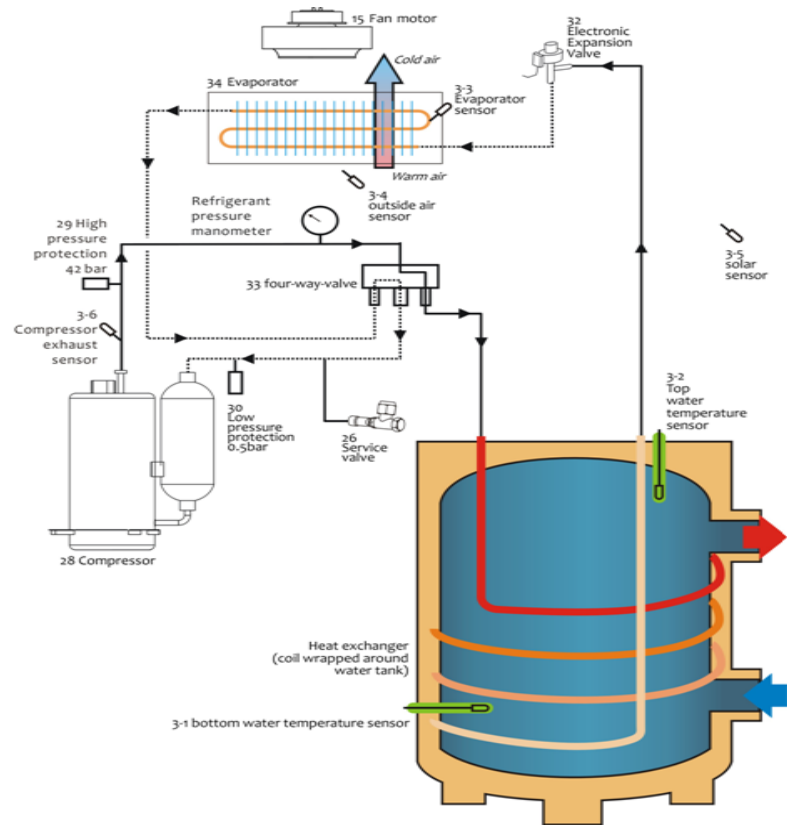 15 Fan motor
32
Electronic
Expansion
Valve
Cold air
34 Evaporator
3-3
Evaporator
sensor
Warm air
3-4
outside air
sensor
Refrigerant
pressure
manometer
29 High
pressure
protection
42 bar
33 four-way-valve
3-5
solar
sensor
3-6
Compressor
exhaust
sensor
3-2
Top
water
temperature
sensor
30
Low
pressure
protection
0.5bar
26
Service
valve
28 Compressor
Heat exchanger
(coil wrapped around
water tank)
3-1 bottom water temperature sensor